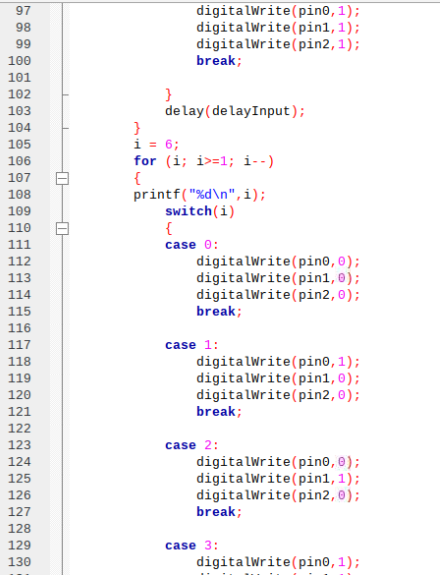 97 digitalWrite(pin0,1);
98 digitalWrite(pin1,1);
99 digitalWrite(pin2,1);
100 break;
101
102 }
103 delay(delayInput);
104 }
105 i = 6;
106 for (i; i>=1; i--)
107 {
108 printf("%d\n",i);
109 switch(i)
110 {
111 case 0:
112 digitalWrite(pin0,0);
113 digitalWrite(pin1,0);
114 digitalWrite(pin2,0);
115 break;
116
117 case 1:
118 digitalWrite(pin0,1);
119 digitalWrite(pin1,0);
120 digitalWrite(pin2,0);
121 break;
122
123 case 2:
124 digitalWrite(pin0,0);
125 digitalWrite(pin1,1);
126 digitalWrite(pin2,0);
127 break;
128
129 case 3:
130 digitalWrite(pin0,1);